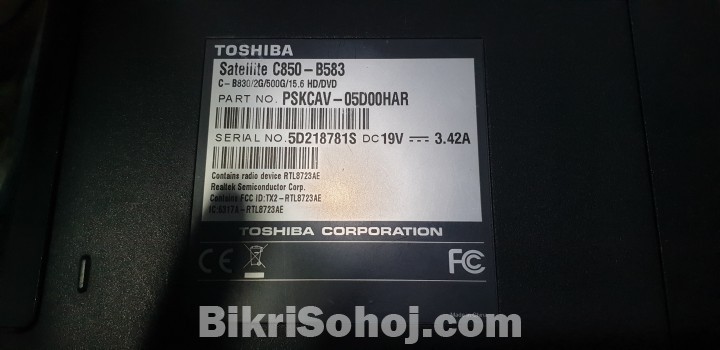 TOSHIBA
Satellite C850-B583
C-B830/2G/500G/15.6 HD/DVD
PART NO. PSKCAV-05D00HAR
SERIAL NO. 5D218781S DC 19V 3.42A
Contains radio device RTL8723AE
Realtek Semiconductor Corp.
Contains FCC ID:TX2-RTL8723AE
IC:6317A-RTL8723AE
TOSHIBA CORPORATION
CE FC
BikriSohoj.com